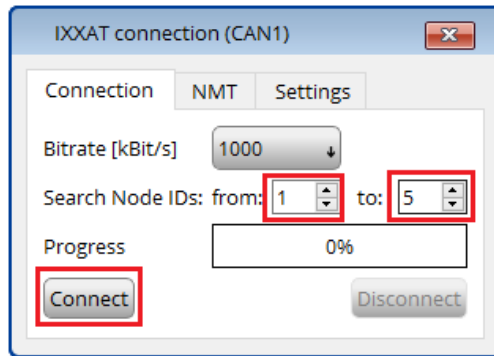 IXXAT connection (CAN1)
Connection NMT Settings
Bitrate [kBit/s] 1000
Search Node IDs: from: 1 to: 5
Progress 0%
Connect Disconnect